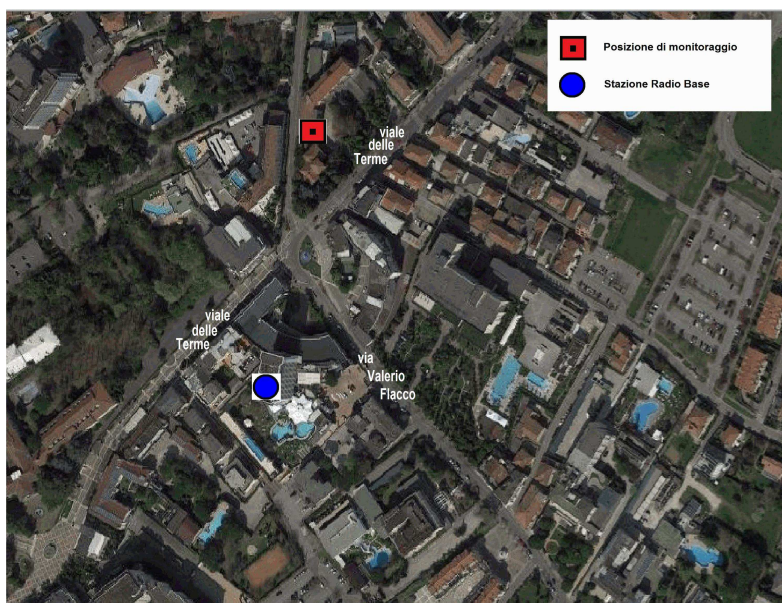 Posizione di monitoraggio
Stazione Radio Base
viale
delle
Terme
viale
delle
Terme
via
Valerio
Flacco